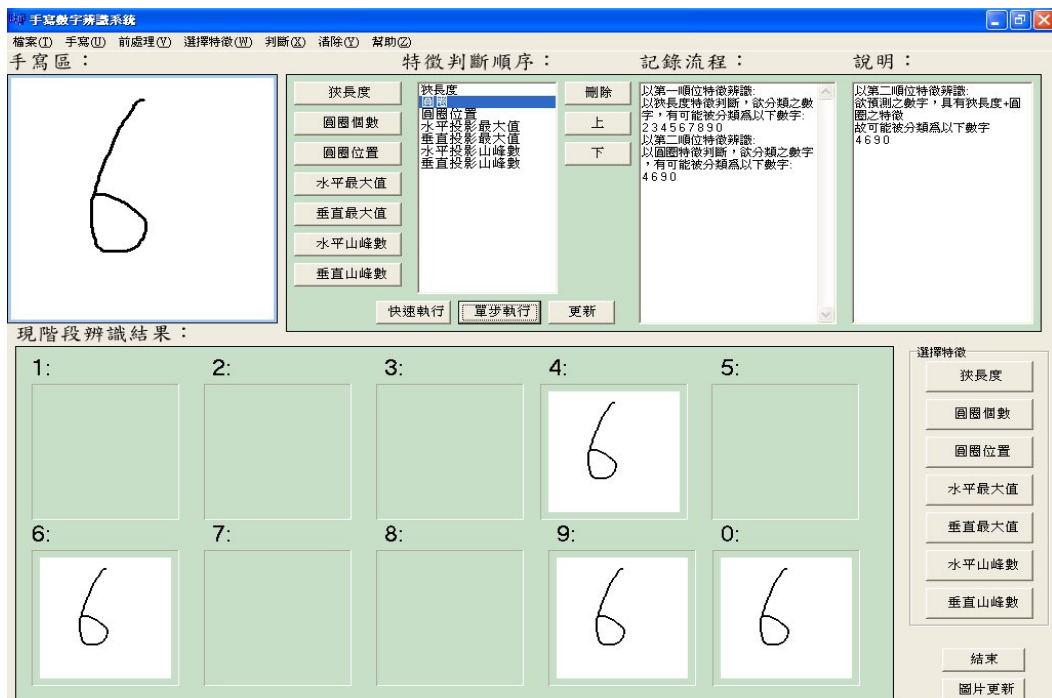 手寫數字辨識系統
檔案(T) 手寫(U) 前處理(V) 選擇特徵(W) 判斷(X) 清除(Y) 幫助(Z)
手寫區：
特徵判斷順序：
記錄流程：
說明：
狹長度
圓圈個數
圓圈位置
水平最大值
垂直最大值
水平山峰數
垂直山峰數
狹長度
圓圈
圓圈位置
水平投影最大值
垂直投影最大值
水平投影山峰數
垂直投影山峰數
刪除
上
下
以第一順位特徵辨識:
以狹長度特徵判斷，欲分類之數
字，有可能被分類為以下數字:
2 3 4 5 6 7 8 9 0
以第二順位特徵辨識:
以圓圈特徵判斷，欲分類之數字
，有可能被分類為以下數字:
4 6 9 0
以第二順位特徵辨識:
欲預測之數字，具有狹長度+圓
圈之特徵
故可能被分類為以下數字
4 6 9 0
快速執行
單步執行
更新
6
現階段辨識結果：
1:
2:
3:
4:
5:
6
6:
7:
8:
9:
0:
6
6
6
選擇特徵
狹長度
圓圈個數
圓圈位置
水平最大值
垂直最大值
水平山峰數
垂直山峰數
結束
圖片更新